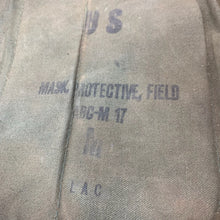 US
MASK, PROTECTIVE, FIELD
ABC-M 17
M
L A C